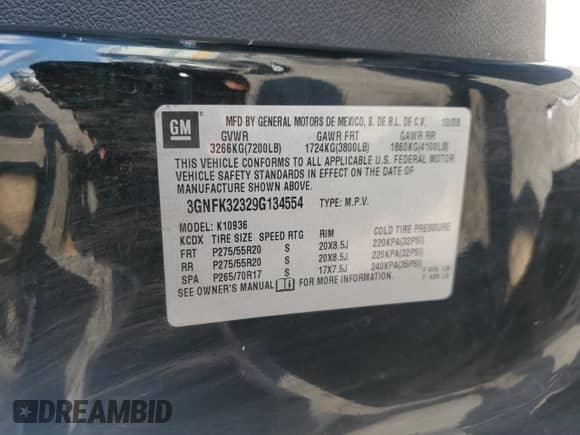 GM
MFD BY GENERAL MOTORS DE MEXICO, S. DE R.L. DE C.V. 10/08
GVWR GAWR FRT GAWR RR
3266KG(7200LB) 1724KG(3800LB) 1860KG(4100LB)
THIS VEHICLE CONFORMS TO ALL APPLICABLE U.S. FEDERAL MOTOR
VEHICLE SAFETY STANDARDS IN EFFECT ON THE DATE OF
MANUFACTURE SHOWN ABOVE.
3GNFK32329G134554 TYPE: M.P.V.
MODEL: K10936
KCDX TIRE SIZE SPEED RTG RIM COLD TIRE PRESSURE
FRT P275/55R20 S 20X8.5J 220KPA(32PSI)
RR P275/55R20 S 20X8.5J 220KPA(32PSI)
SPA P265/70R17 S 17X7.5J 240KPA(35PSI)
SEE OWNER'S MANUAL FOR MORE INFORMATION.
DREAMBID